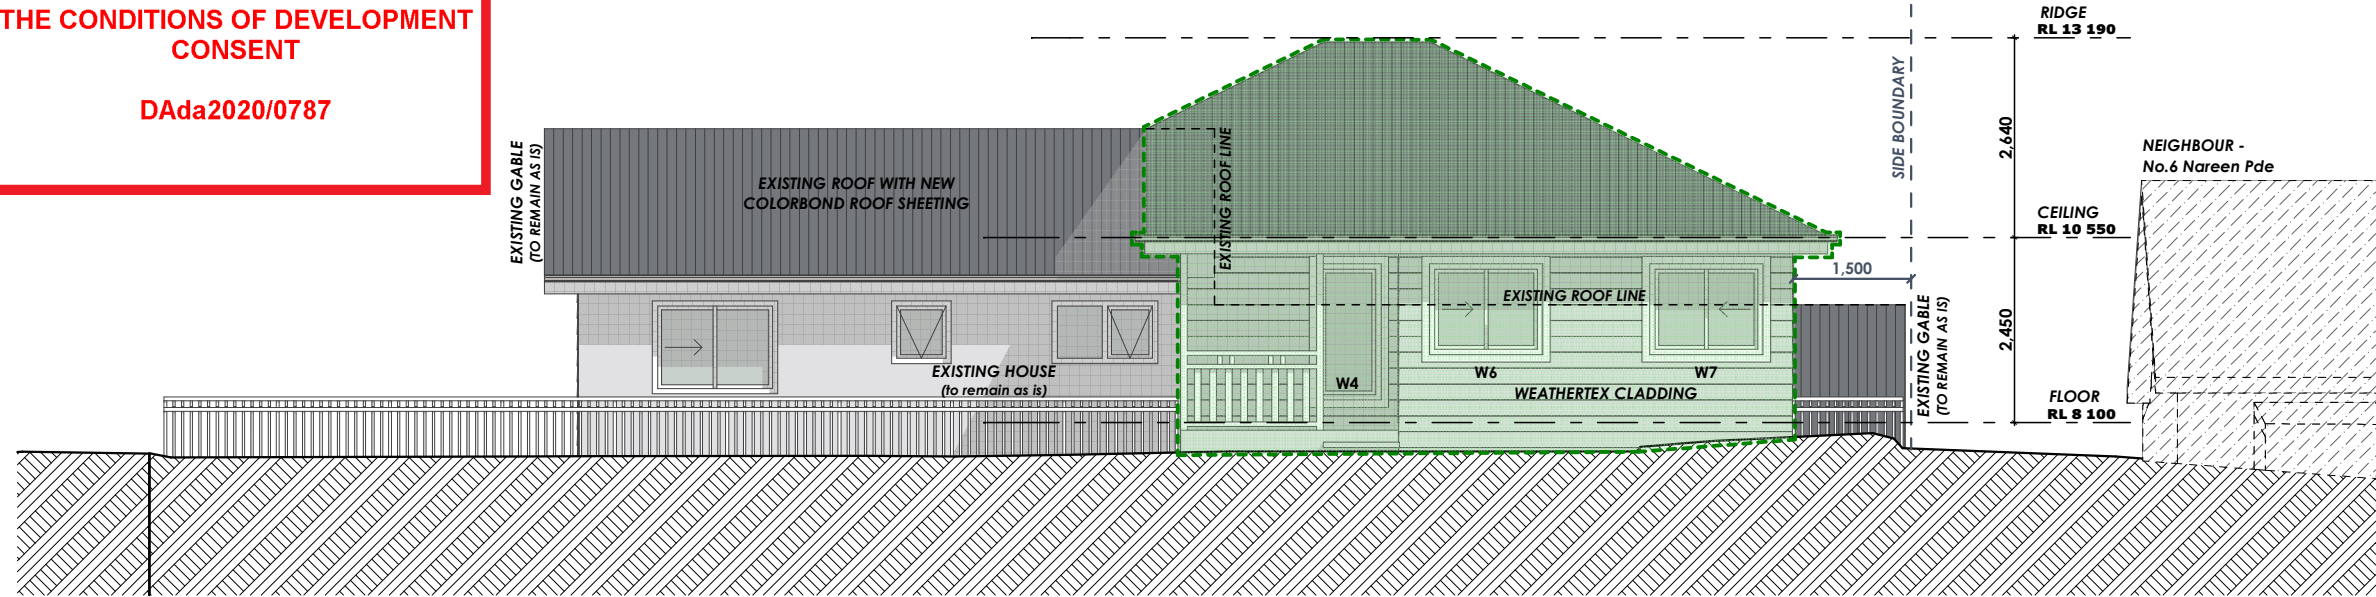 THE CONDITIONS OF DEVELOPMENT
CONSENT
DAda2020/0787
EXISTING GABLE
(TO REMAIN AS IS)
EXISTING ROOF WITH NEW
COLORBOND ROOF SHEETING
EXISTING ROOF LINE
EXISTING ROOF LINE
EXISTING HOUSE
(to remain as is)
W4
W6
W7
WEATHERTEX CLADDING
SIDE BOUNDARY
1,500
EXISTING GABLE
(TO REMAIN AS IS)
RIDGE
RL 13 190
2,640
CEILING
RL 10 550
2,450
FLOOR
RL 8 100
NEIGHBOUR -
No.6 Nareen Pde